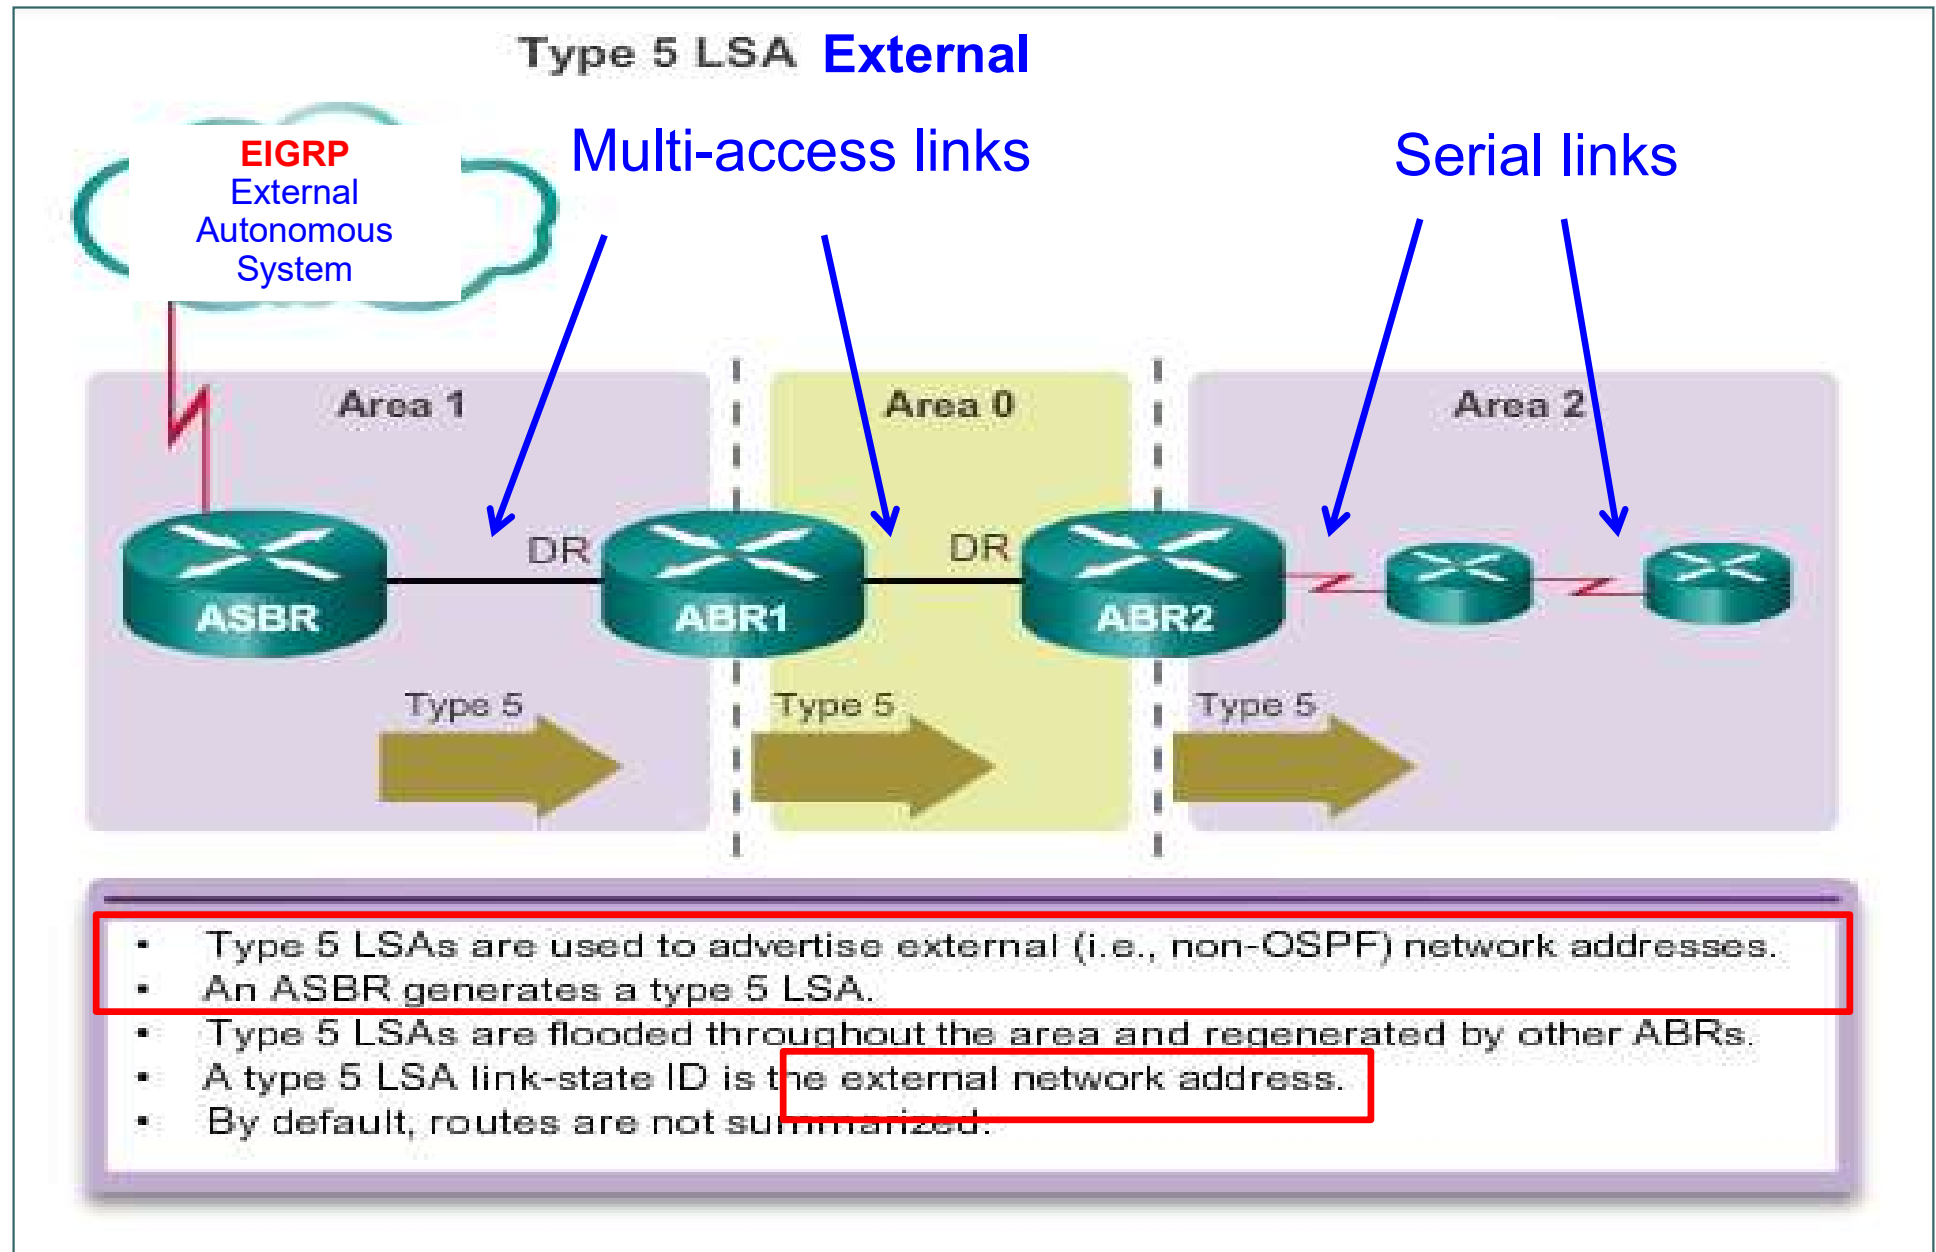 Type 5 LSA External
EIGRP
External
Autonomous
System
Multi-access links
Serial links
Area 1
Area 0
Area 2
DR
DR
ASBR
ABR1
ABR2
Type 5
Type 5
Type 5
• Type 5 LSAs are used to advertise external (i.e., non-OSPF) network addresses.
• An ASBR generates a type 5 LSA.
• Type 5 LSAs are flooded throughout the area and regenerated by other ABRs.
• A type 5 LSA link-state ID is the external network address.
• By default, routes are not summarized.